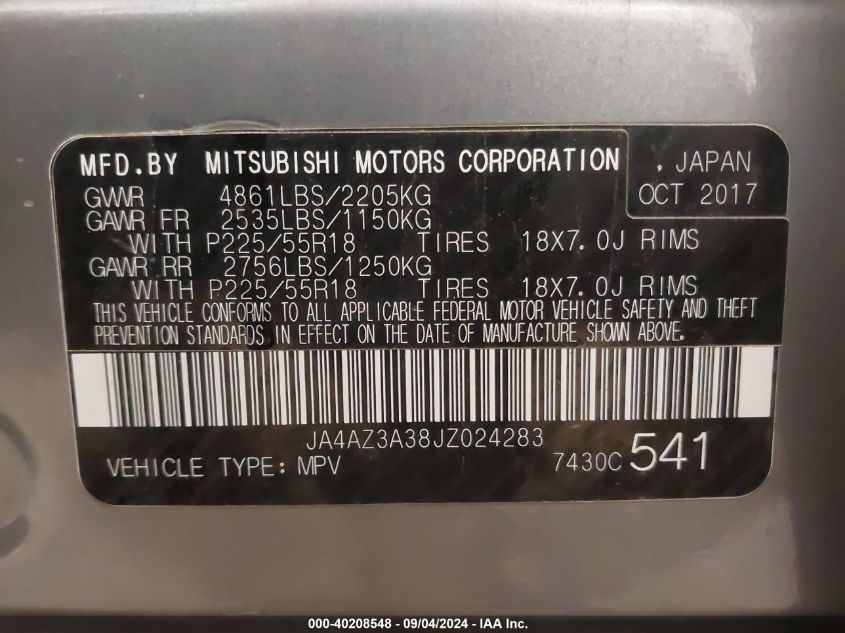 MFD.BY MITSUBISHI MOTORS CORPORATION , JAPAN
GVWR 4861LBS/2205KG OCT 2017
GAWR FR 2535LBS/1150KG
WITH P225/55R18 TIRES 18X7.0J RIMS
GAWR RR 2756LBS/1250KG
WITH P225/55R18 TIRES 18X7.0J RIMS
THIS VEHICLE CONFORMS TO ALL APPLICABLE FEDERAL MOTOR VEHICLE SAFETY AND THEFT
PREVENTION STANDARDS IN EFFECT ON THE DATE OF MANUFACTURE SHOWN ABOVE.
JA4AZ3A38JZ024283
VEHICLE TYPE: MPV 7430C 541
000-40208548 - 09/04/2024 - IAA Inc.